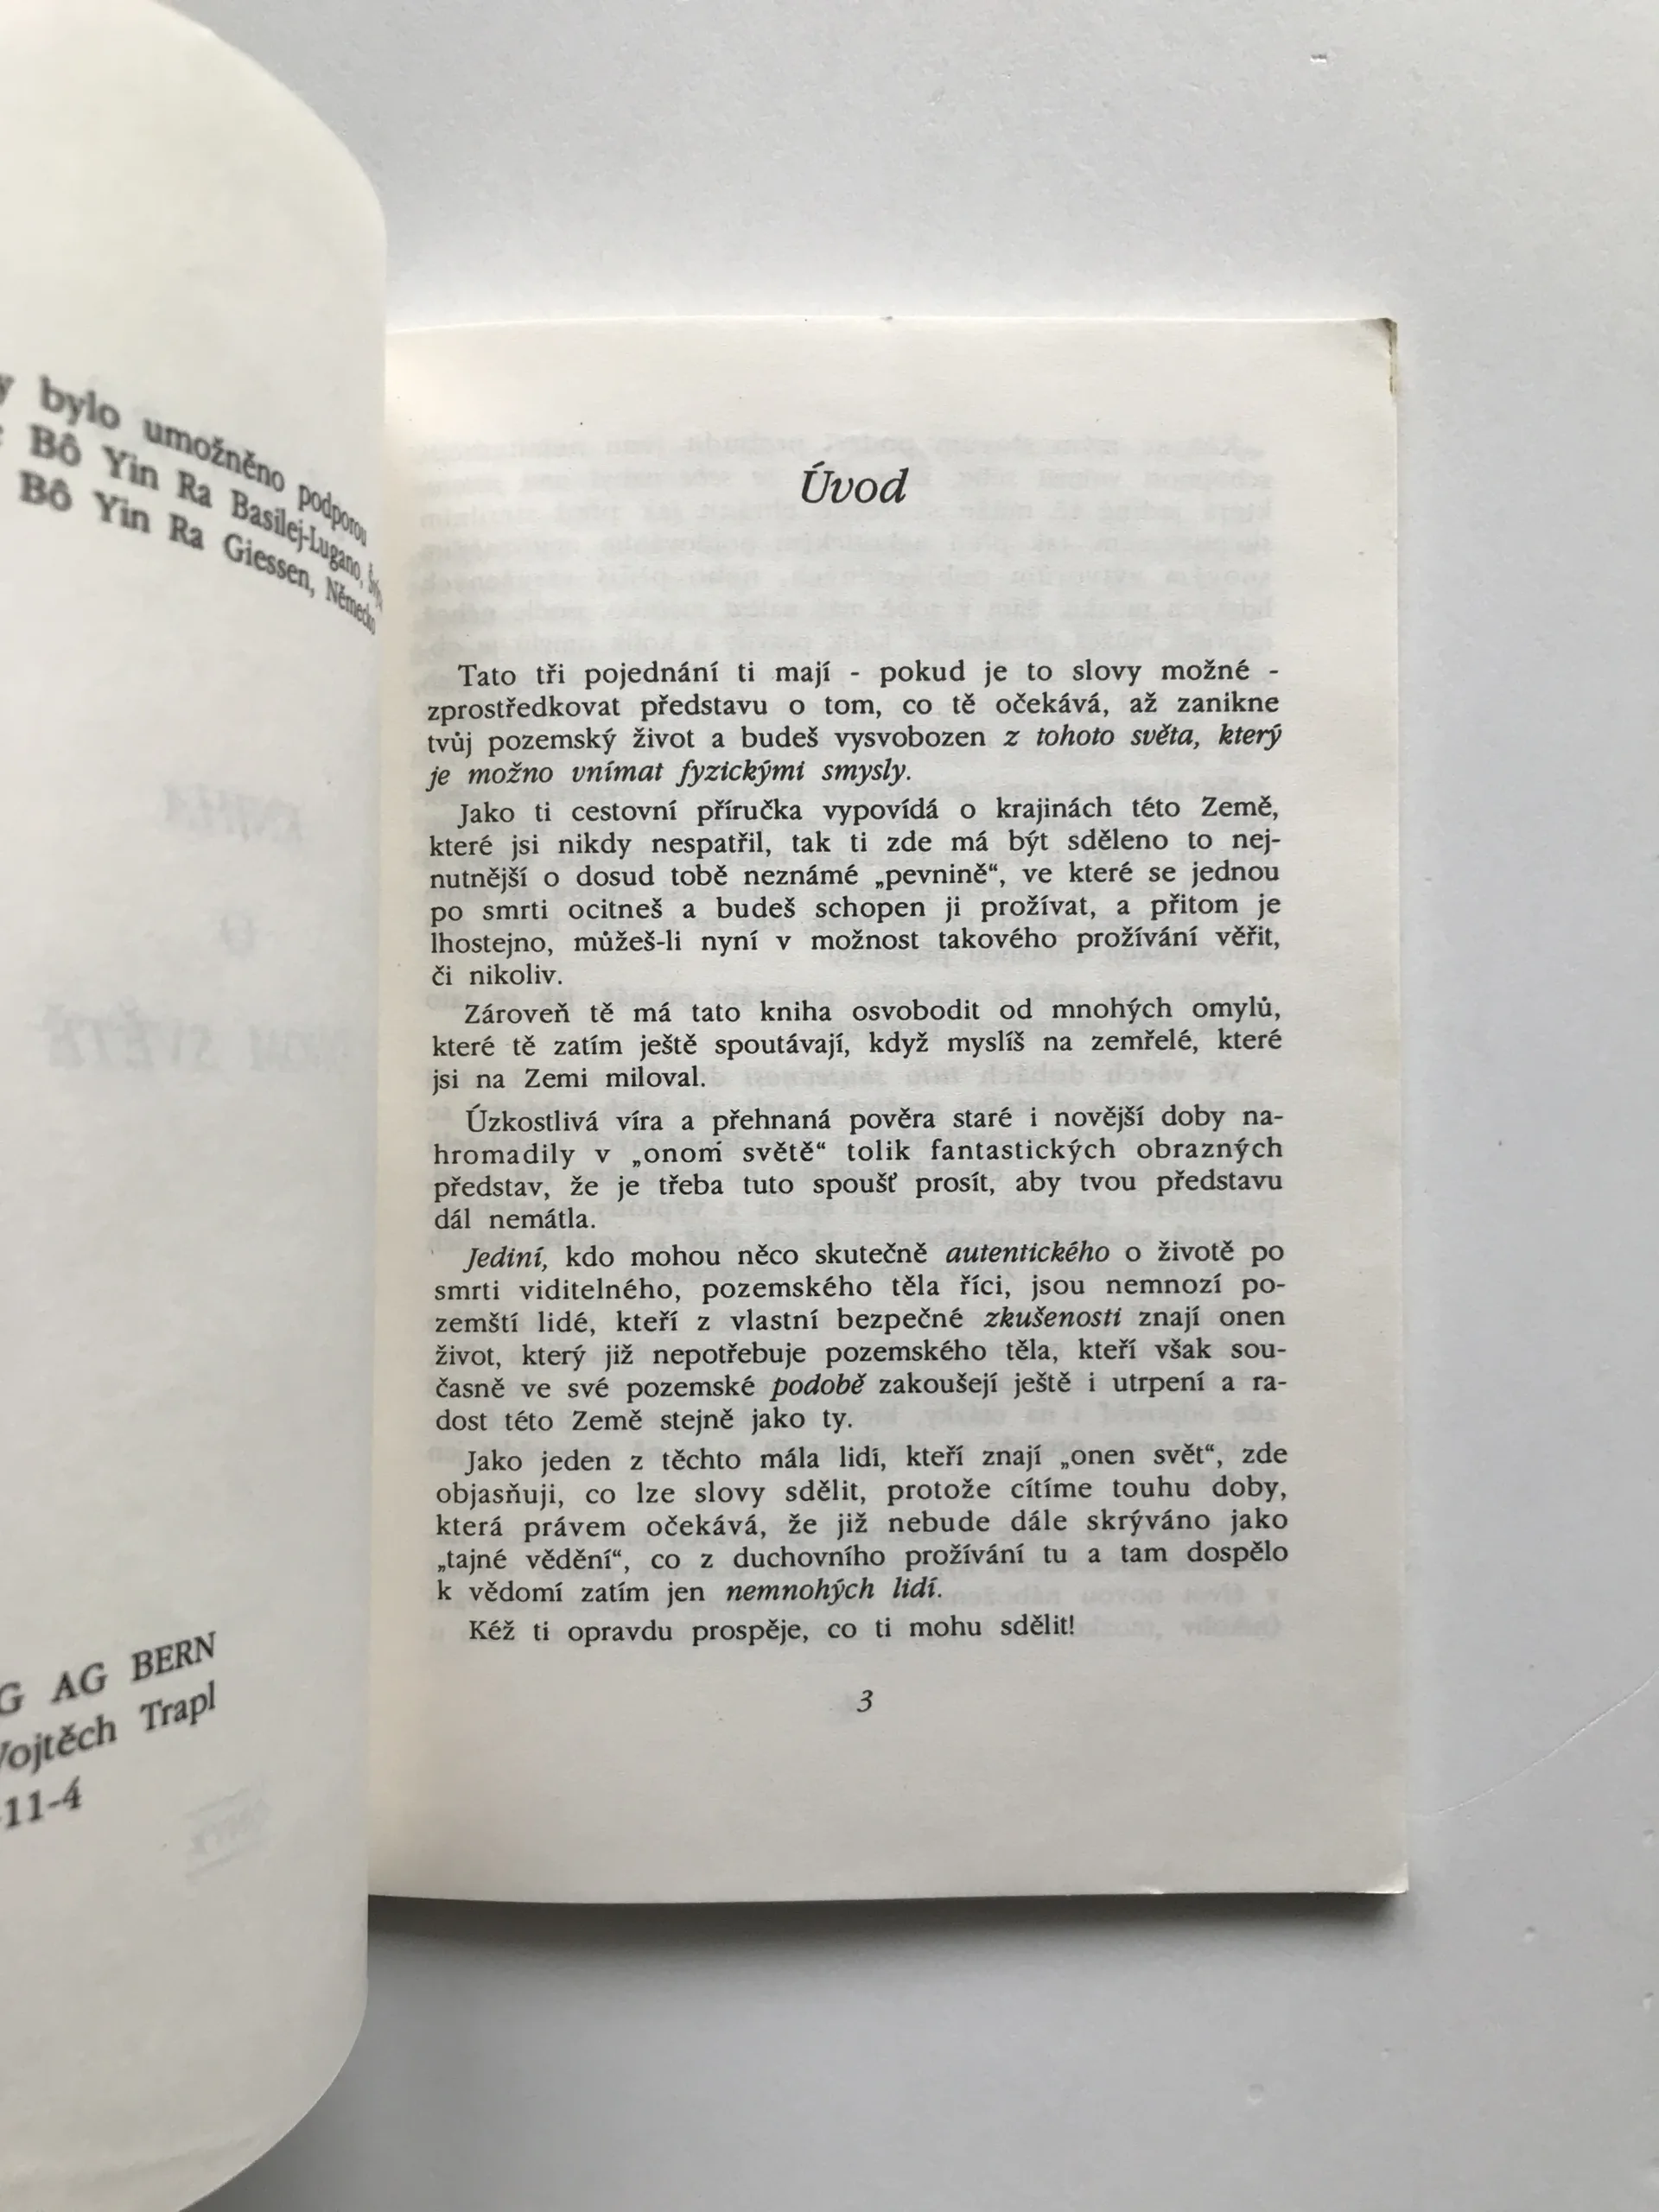 bylo umožněno podporou
Bô Yin Ra Basilej-Lugano,
Bô Yin Ra Giessen, Německo
G AG BERN
Vojtěch Trapl
-11-4
Úvod
Tato tři pojednání ti mají - pokud je to slovy možné -
zprostředkovat představu o tom, co tě očekává, až zanikne
tvůj pozemský život a budeš vysvobozen z tohoto světa, který
je možno vnímat fyzickými smysly.
Jako ti cestovní příručka vypovídá o krajinách této Země,
které jsi nikdy nespatřil, tak ti zde má být sděleno to nej-
nutnější o dosud tobě neznámé „pevnině“, ve které se jednou
po smrti ocitneš a budeš schopen ji prožívat, a přitom je
lhostejno, můžeš-li nyní v možnost takového prožívání věřit,
či nikoliv.
Zároveň tě má tato kniha osvobodit od mnohých omylů,
které tě zatím ještě spoutávají, když myslíš na zemřelé, které
jsi na Zemi miloval.
Úzkostlivá víra a přehnaná pověra staré i novější doby na-
hromadily v „onom světě“ tolik fantastických obrazných
představ, že je třeba tuto spoušť prosít, aby tvou představu
dál nemátla.
Jediní, kdo mohou něco skutečně autentického o životě po
smrti viditelného, pozemského těla říci, jsou nemnozí po-
zemští lidé, kteří z vlastní bezpečné zkušenosti znají onen
život, který již nepotřebuje pozemského těla, kteří však sou-
časně ve své pozemské podobě zakoušejí ještě i utrpení a ra-
dost této Země stejně jako ty.
Jako jeden z těchto mála lidí, kteří znají „onen svět“, zde
objasňuji, co lze slovy sdělit, protože cítíme touhu doby,
která právem očekává, že již nebude dále skrýváno jako
„tajné vědění“, co z duchovního prožívání tu a tam dospělo
k vědomí zatím jen nemnohých lidí.
Kéž ti opravdu prospěje, co ti mohu sdělit!
3